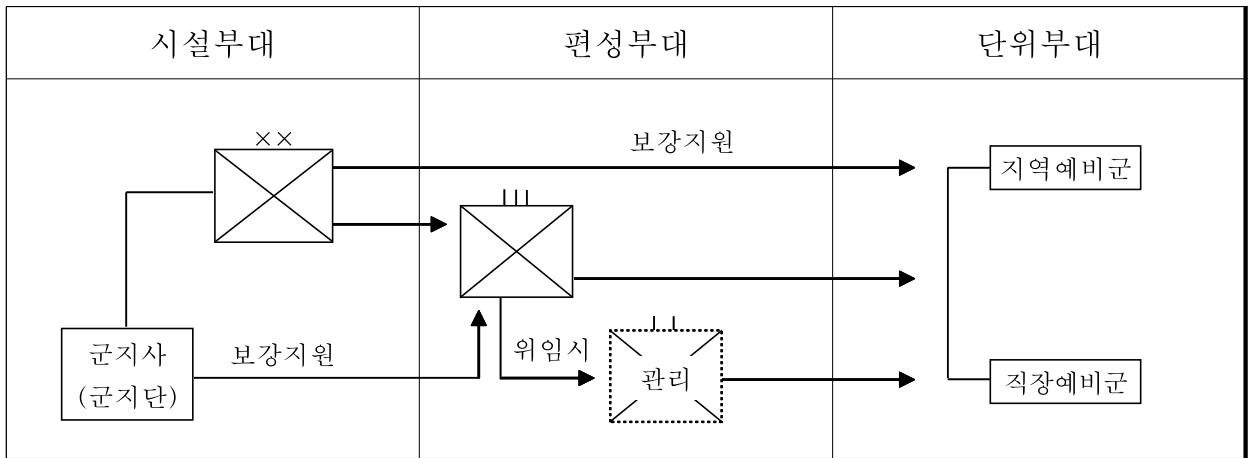 시설부대
편성부대
단위부대
××
보강지원
지역예비군
군지사
(군지단)
보강지원
위임시
관리
직장예비군